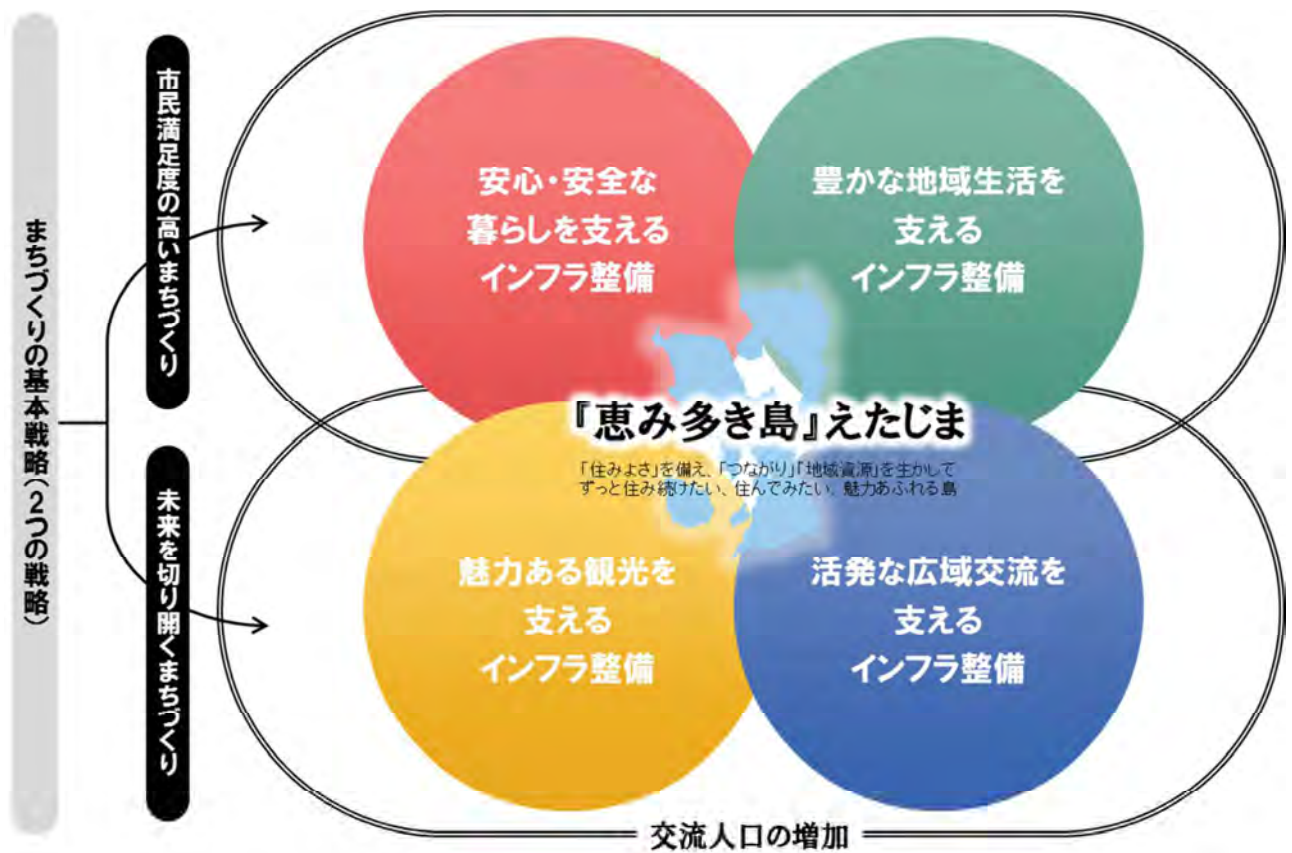 まちづくりの基本戦略（2つの戦略）
市民満足度の高いまちづくり
未来を切り開くまちづくり
安心・安全な
暮らしを支える
インフラ整備
豊かな地域生活を
支える
インフラ整備
『恵み多き島』えたじま
「住みよさ」を備え、「つながり」「地域資源」を生かして
ずっと住み続けたい、住んでみたい、魅力あふれる島
魅力ある観光を
支える
インフラ整備
活発な広域交流を
支える
インフラ整備
交流人口の増加